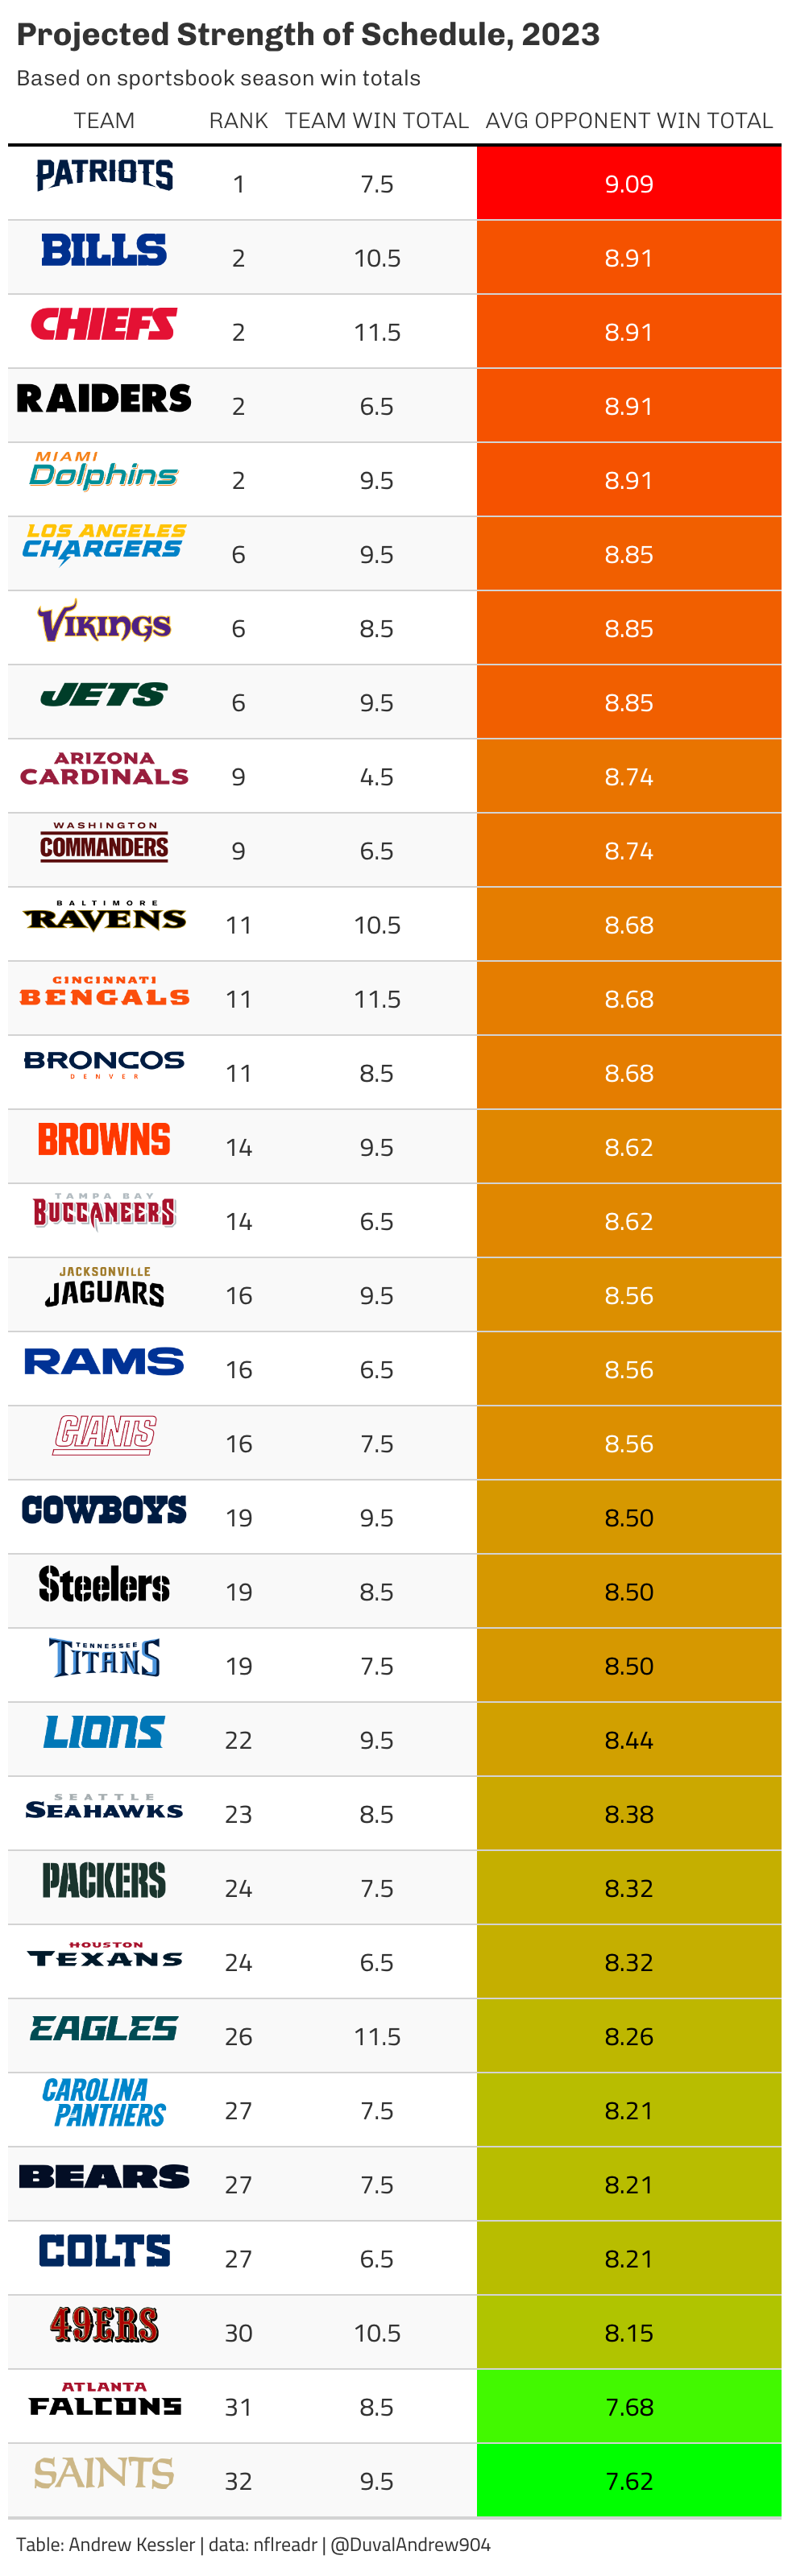 Projected Strength of Schedule, 2023
Based on sportsbook season win totals
TEAM RANK TEAM WIN TOTAL AVG OPPONENT WIN TOTAL
PATRIOTS 1 7.5 9.09
BILLS 2 10.5 8.91
CHIEFS 2 11.5 8.91
RAIDERS 2 6.5 8.91
MIAMI
Dolphins 2 9.5 8.91
LOS ANGELES
CHARGERS 6 9.5 8.85
VIKINGS 6 8.5 8.85
JETS 6 9.5 8.85
ARIZONA
CARDINALS 9 4.5 8.74
WASHINGTON
COMMANDERS 9 6.5 8.74
BALTIMORE
RAVENS 11 10.5 8.68
CINCINNATI
BENGALS 11 11.5 8.68
BRONCOS 11 8.5 8.68
DENVER
BROWNS 14 9.5 8.62
TAMPA BAY
BUCCANEERS 14 6.5 8.62
JACKSONVILLE
JAGUARS 16 9.5 8.56
RAMS 16 6.5 8.56
GIANTS 16 7.5 8.56
COWBOYS 19 9.5 8.50
Steelers 19 8.5 8.50
TENNESSEE
TITANS 19 7.5 8.50
LIONS 22 9.5 8.44
SEATTLE
SEAHAWKS 23 8.5 8.38
PACKERS 24 7.5 8.32
HOUSTON
TEXANS 24 6.5 8.32
EAGLES 26 11.5 8.26
CAROLINA
PANTHERS 27 7.5 8.21
BEARS 27 7.5 8.21
COLTS 27 6.5 8.21
49ERS 30 10.5 8.15
ATLANTA
FALCONS 31 8.5 7.68
SAINTS 32 9.5 7.62
Table: Andrew Kessler | data: nflreadr | @DuvalAndrew904